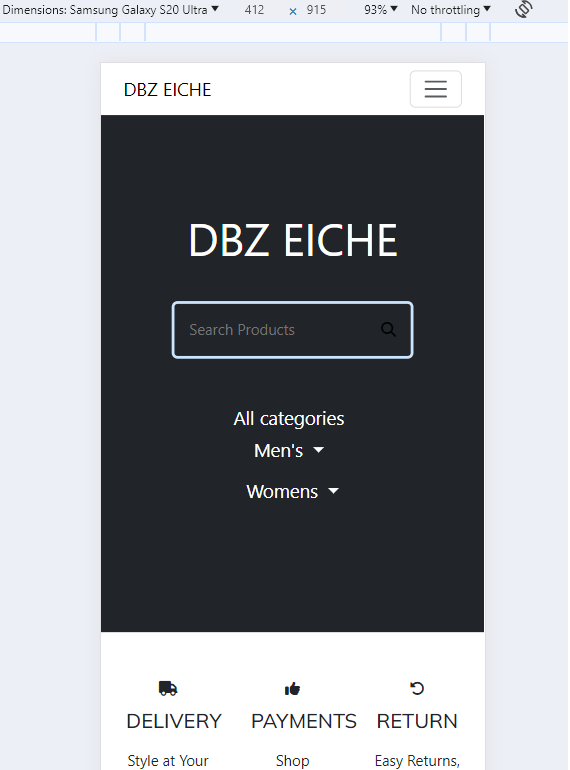 Dimensions: Samsung Galaxy S20 Ultra 412 × 915 93% No throttling
DBZ EICHE
DBZ EICHE
Search Products
All categories
Men's
Womens
DELIVERY PAYMENTS RETURN
Style at Your Shop Easy Returns,